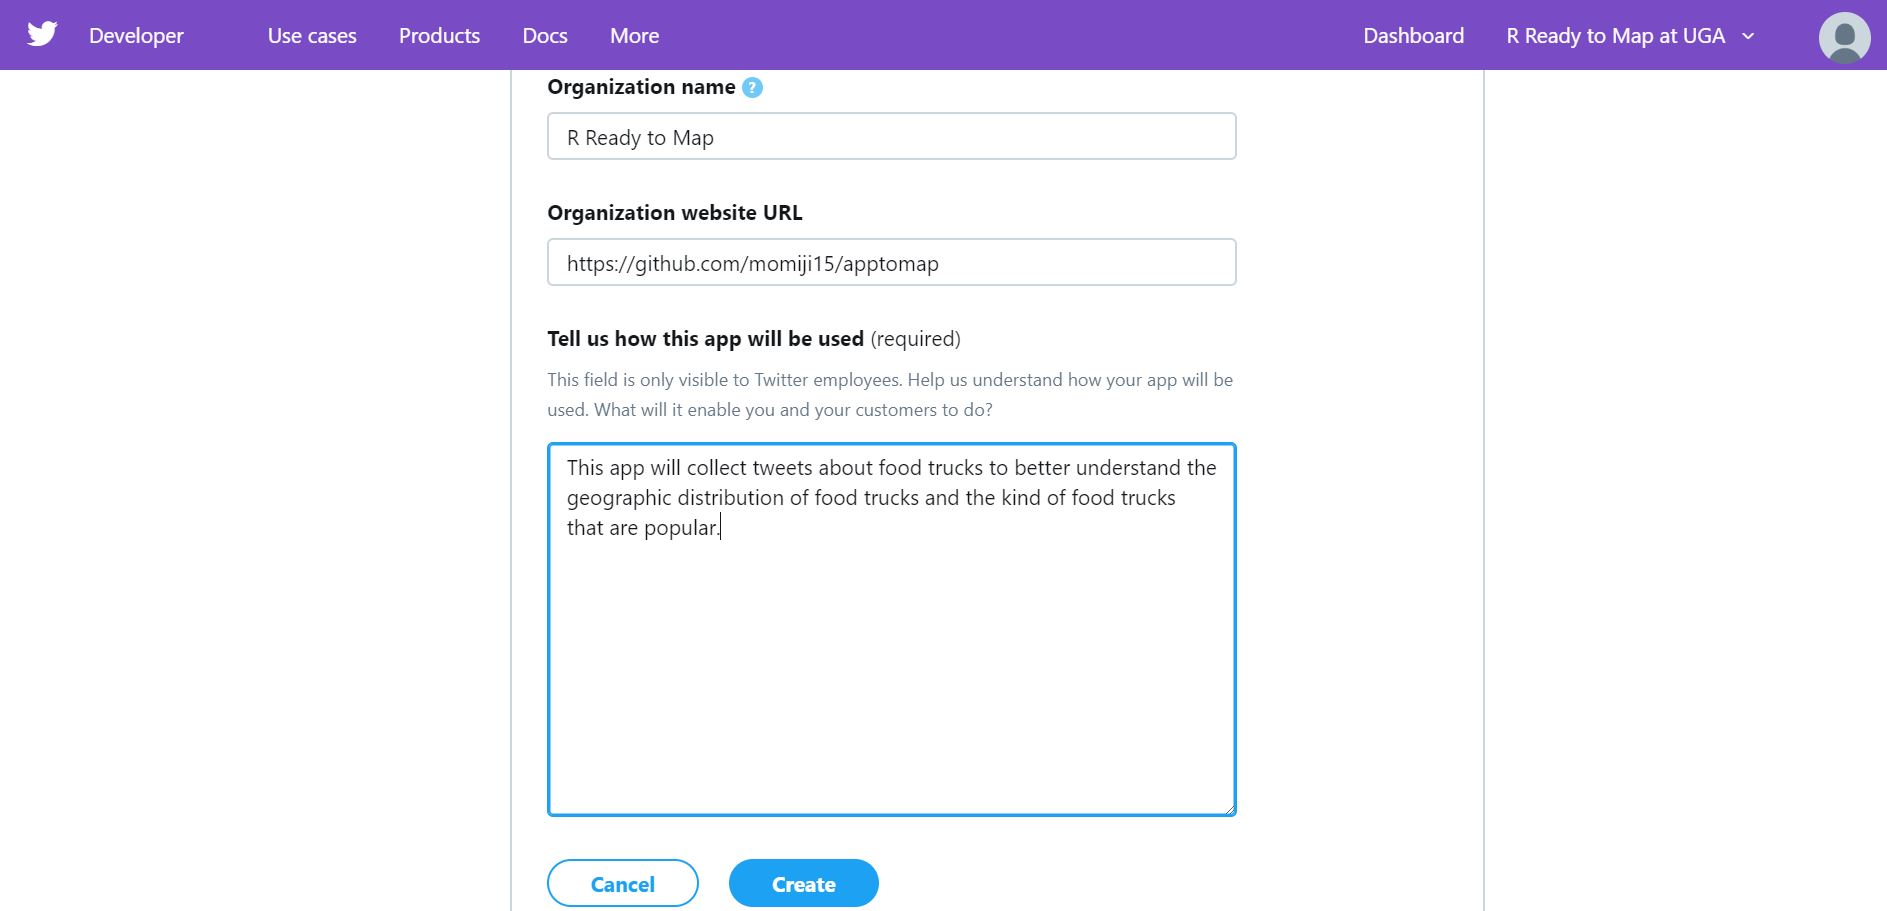 Developer Use cases Products Docs More Dashboard R Ready to Map at UGA
Organization name ?
R Ready to Map
Organization website URL
https://github.com/momiji15/apptomap
Tell us how this app will be used (required)
This field is only visible to Twitter employees. Help us understand how your app will be
used. What will it enable you and your customers to do?
This app will collect tweets about food trucks to better understand the
geographic distribution of food trucks and the kind of food trucks
that are popular.
Cancel Create